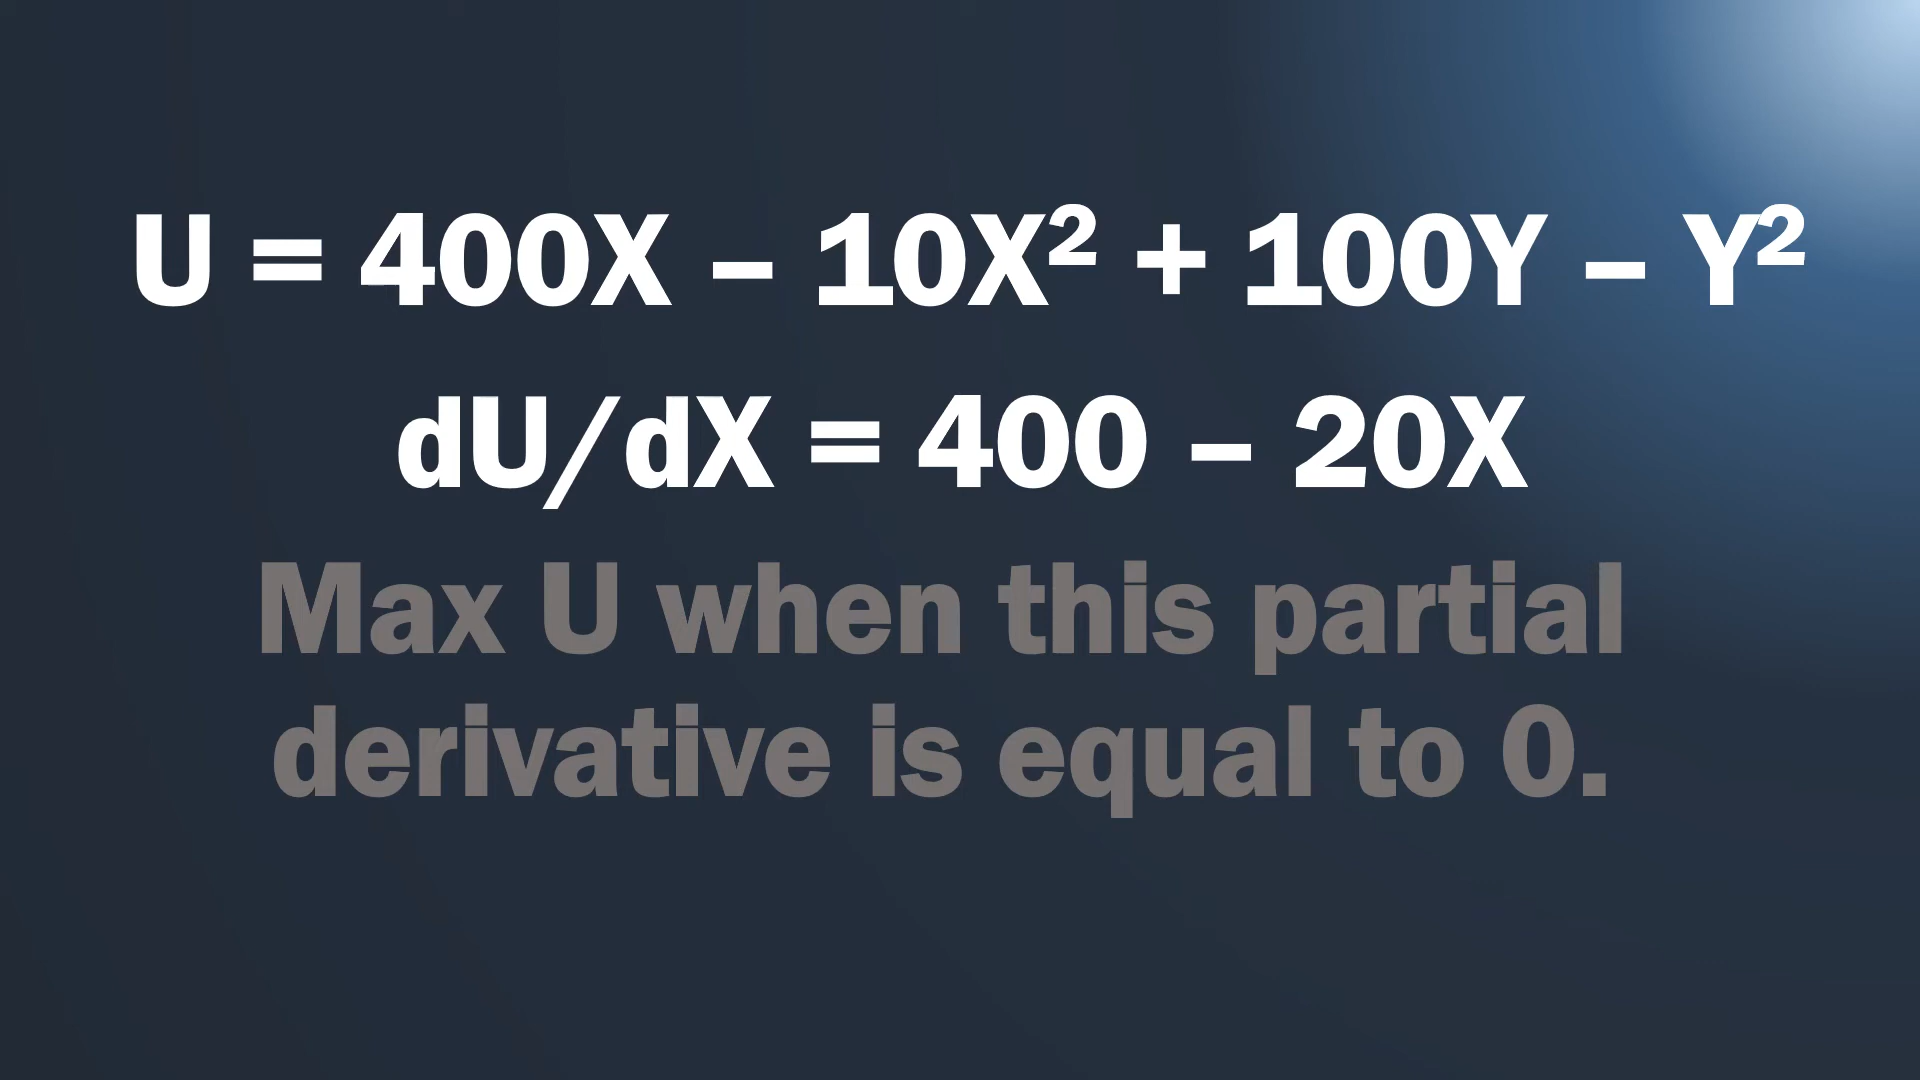 U = 400X – 10X² + 100Y – Y²
dU/dX = 400 – 20X
Max U when this partial
derivative is equal to 0.